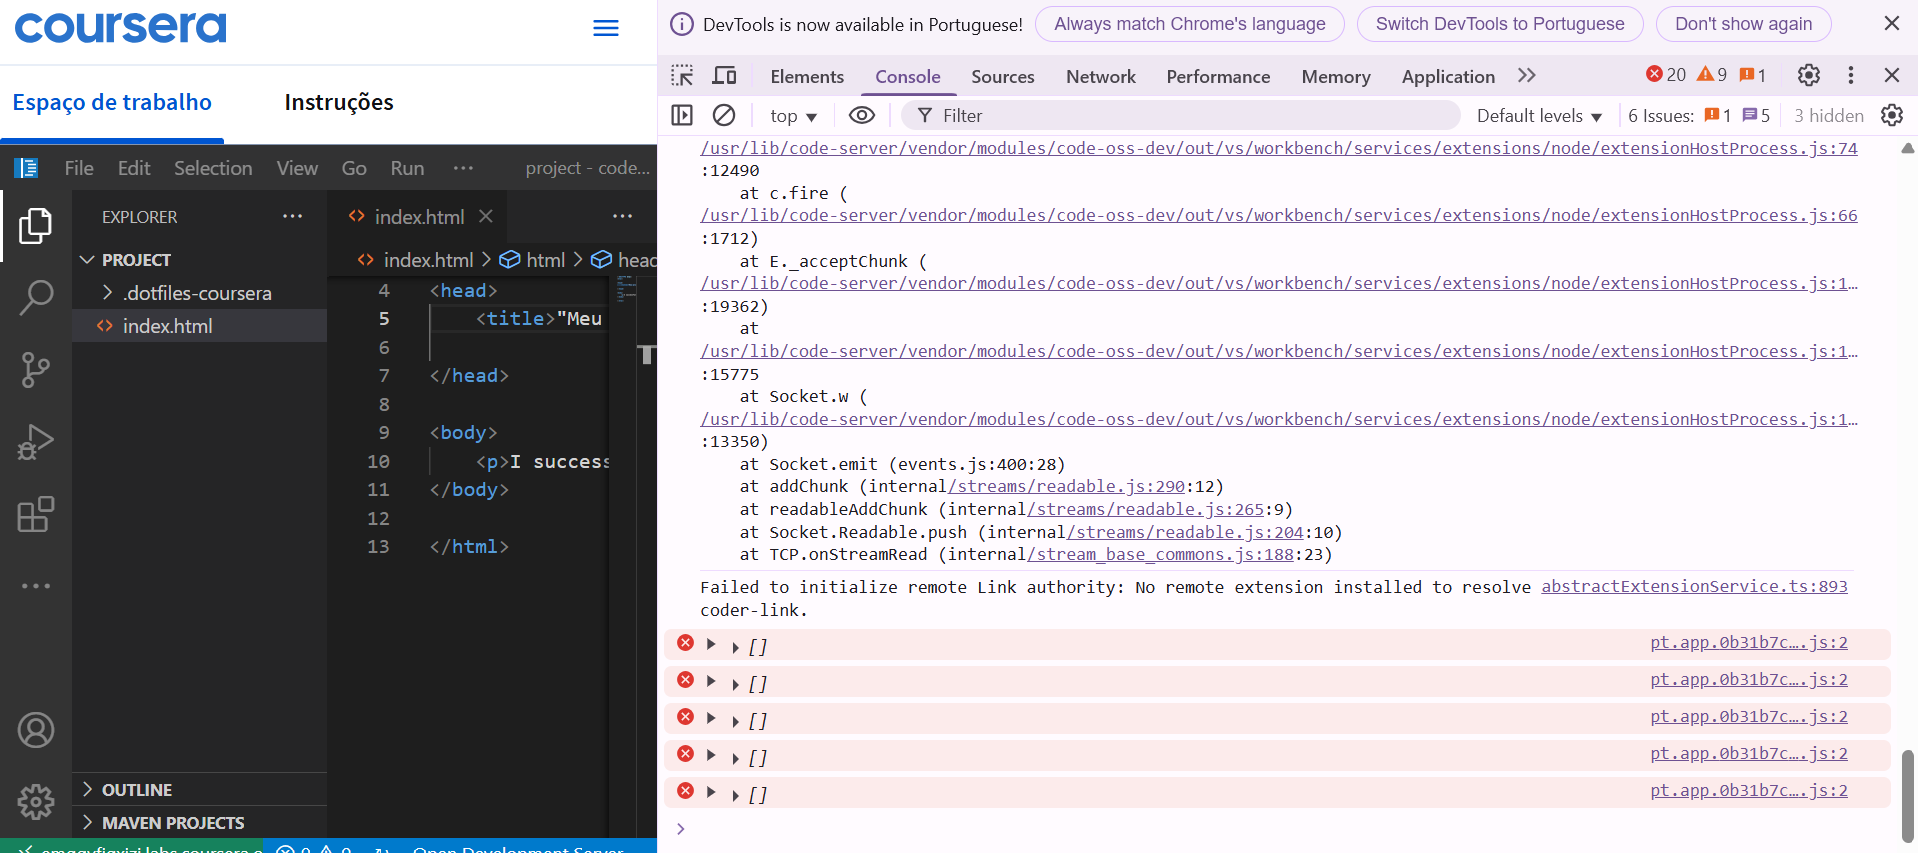 coursera
Espaço de trabalho
Instruções
File Edit Selection View Go Run ··· project - code...
EXPLORER ···
PROJECT
.dotfiles-coursera
index.html
OUTLINE
MAVEN PROJECTS
index.html ···
index.html > html > head
4 <head>
5 <title>"Meu
6
7 </head>
8
9 <body>
10 <p>I success
11 </body>
12
13 </html>
0 0 Open Development Server
DevTools is now available in Portuguese! Always match Chrome's language Switch DevTools to Portuguese Don't show again
Elements Console Sources Network Performance Memory Application 20 9 1
top ▼ Filter Default levels ▼ 6 Issues: 1 5 3 hidden
/usr/lib/code-server/vendor/modules/code-oss-dev/out/vs/workbench/services/extensions/node/extensionHostProcess.js:74
:12490
at c.fire (
/usr/lib/code-server/vendor/modules/code-oss-dev/out/vs/workbench/services/extensions/node/extensionHostProcess.js:66
:1712)
at E._acceptChunk (
/usr/lib/code-server/vendor/modules/code-oss-dev/out/vs/workbench/services/extensions/node/extensionHostProcess.js:1…
:19362)
at
/usr/lib/code-server/vendor/modules/code-oss-dev/out/vs/workbench/services/extensions/node/extensionHostProcess.js:1…
:15775
at Socket.w (
/usr/lib/code-server/vendor/modules/code-oss-dev/out/vs/workbench/services/extensions/node/extensionHostProcess.js:1…
:13350)
at Socket.emit (events.js:400:28)
at addChunk (internal/streams/readable.js:290:12)
at readableAddChunk (internal/streams/readable.js:265:9)
at Socket.Readable.push (internal/streams/readable.js:204:10)
at TCP.onStreamRead (internal/stream_base_commons.js:188:23)
Failed to initialize remote Link authority: No remote extension installed to resolve abstractExtensionService.ts:893
coder-link.
[] pt.app.0b31b7c….js:2
[] pt.app.0b31b7c….js:2
[] pt.app.0b31b7c….js:2
[] pt.app.0b31b7c….js:2
[] pt.app.0b31b7c….js:2